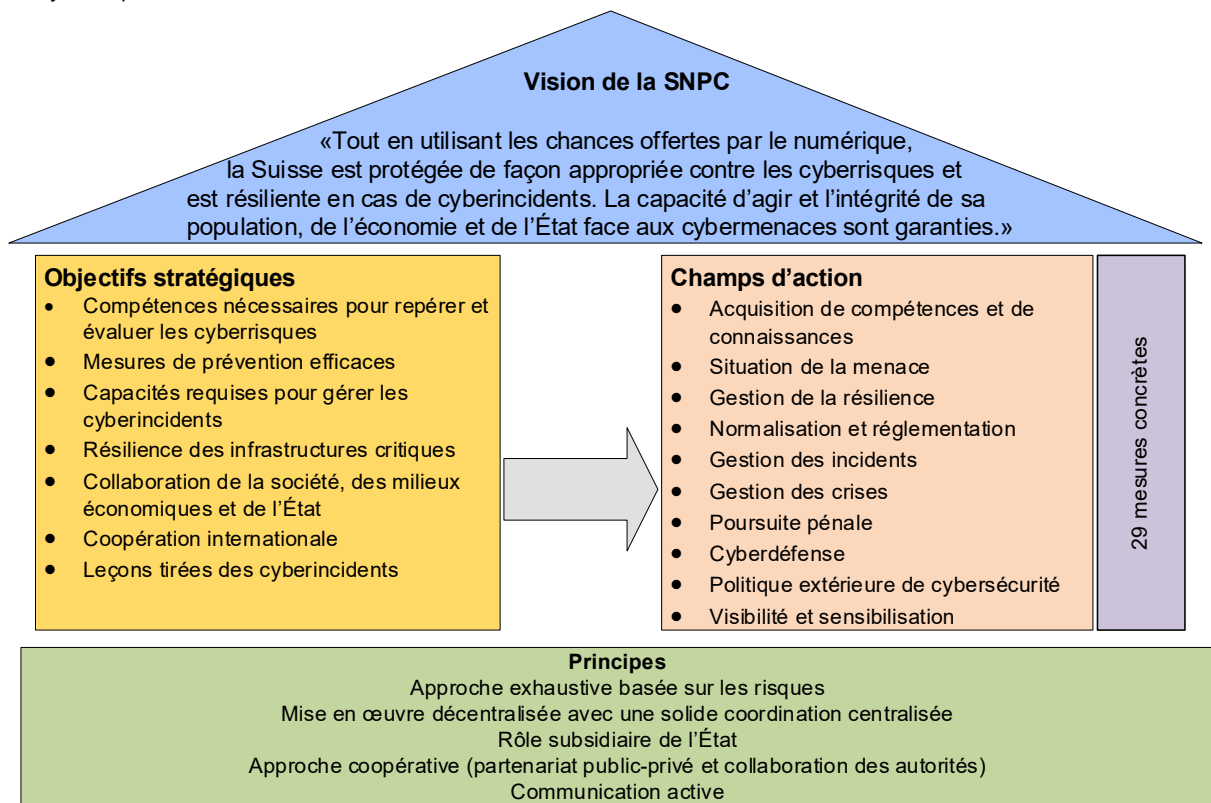 Vision de la SNPC
«Tout en utilisant les chances offertes par le numérique,
la Suisse est protégée de façon appropriée contre les cyberrisques et
est résiliente en cas de cyberincidents. La capacité d’agir et l’intégrité de sa
population, de l’économie et de l’État face aux cybermenaces sont garanties.»
Objectifs stratégiques
• Compétences nécessaires pour repérer et
évaluer les cyberrisques
• Mesures de prévention efficaces
• Capacités requises pour gérer les
cyberincidents
• Résilience des infrastructures critiques
• Collaboration de la société, des milieux
économiques et de l’État
• Coopération internationale
• Leçons tirées des cyberincidents
Champs d’action
• Acquisition de compétences et de
connaissances
• Situation de la menace
• Gestion de la résilience
• Normalisation et réglementation
• Gestion des incidents
• Gestion des crises
• Poursuite pénale
• Cyberdéfense
• Politique extérieure de cybersécurité
• Visibilité et sensibilisation
29 mesures concrètes
Principes
Approche exhaustive basée sur les risques
Mise en œuvre décentralisée avec une solide coordination centralisée
Rôle subsidiaire de l’État
Approche coopérative (partenariat public-privé et collaboration des autorités)
Communication active